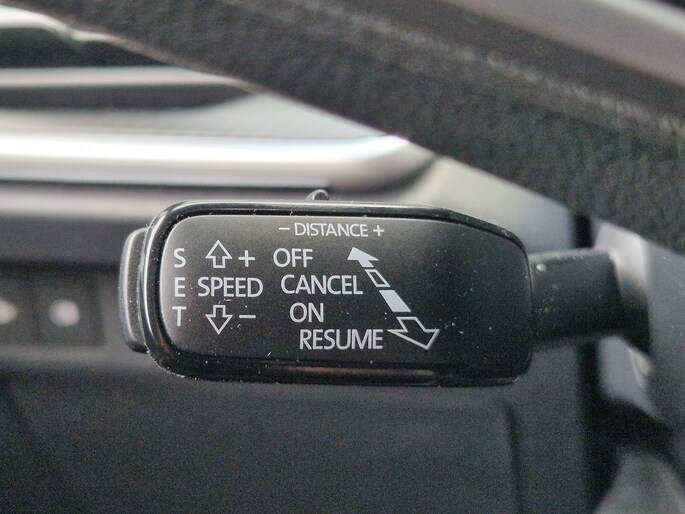 - DISTANCE +
S + OFF
E SPEED CANCEL
T - ON
RESUME